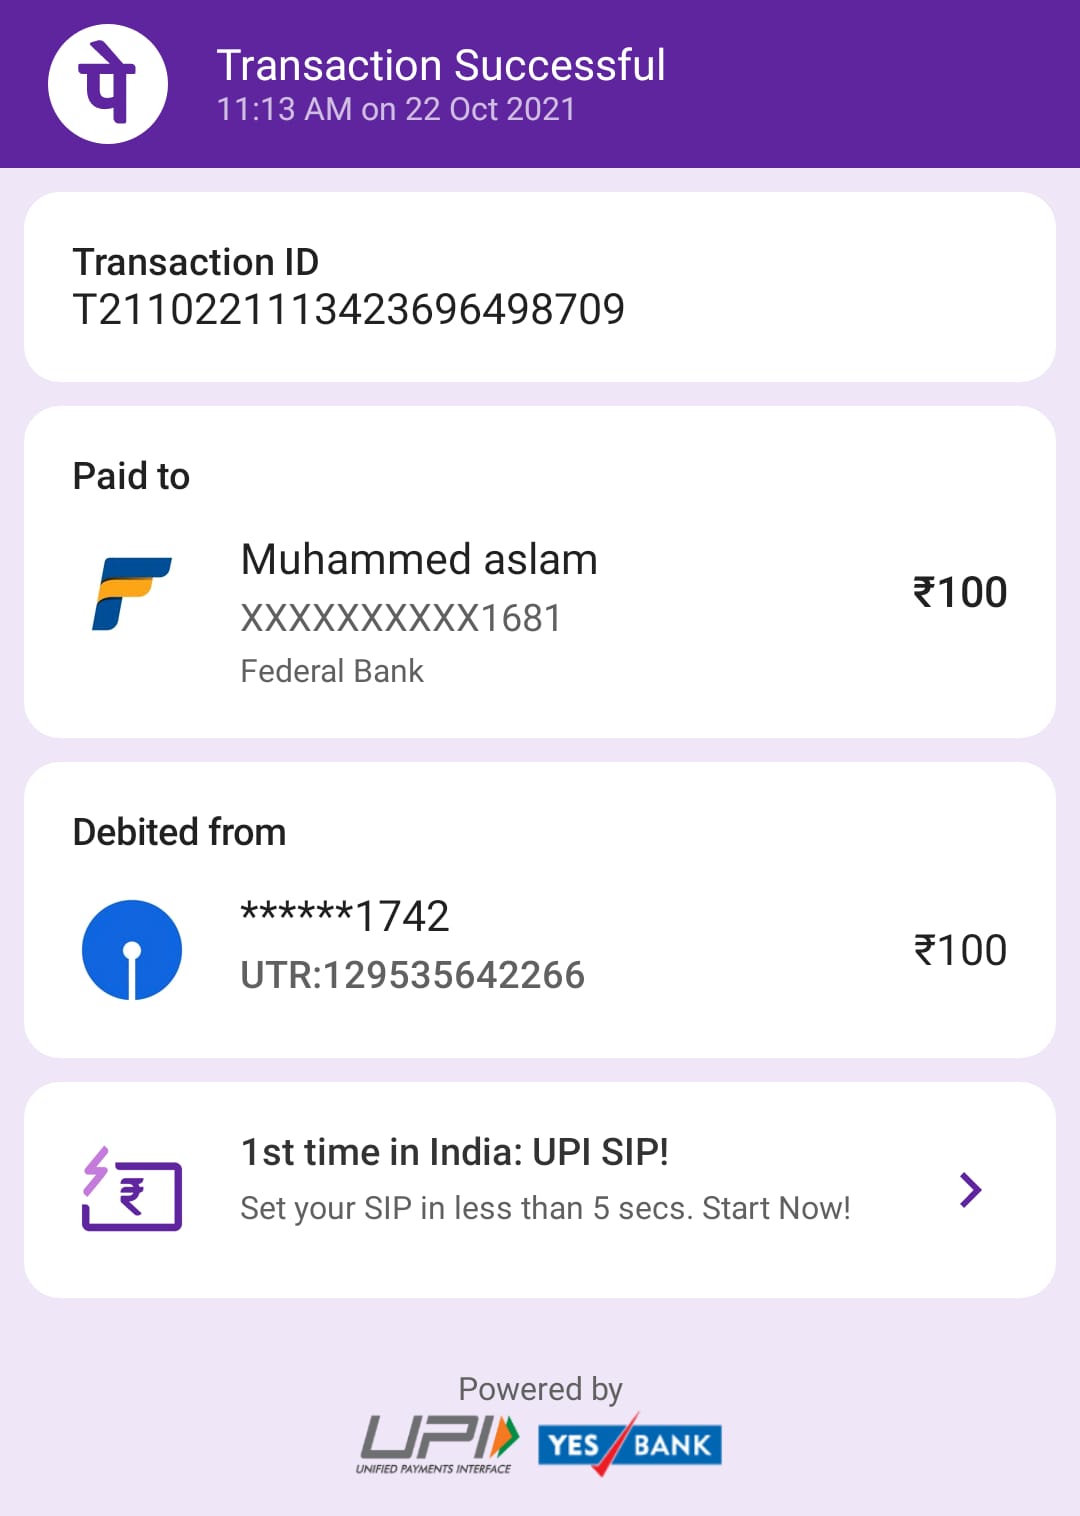 पे
Transaction Successful
11:13 AM on 22 Oct 2021
Transaction ID
T2110221113423696498709
Paid to
Muhammed aslam
XXXXXXXXXX1681
Federal Bank
₹100
Debited from
******1742
UTR:129535642266
₹100
₹
1st time in India: UPI SIP!
Set your SIP in less than 5 secs. Start Now!
Powered by
UPI
UNIFIED PAYMENTS INTERFACE
YES BANK